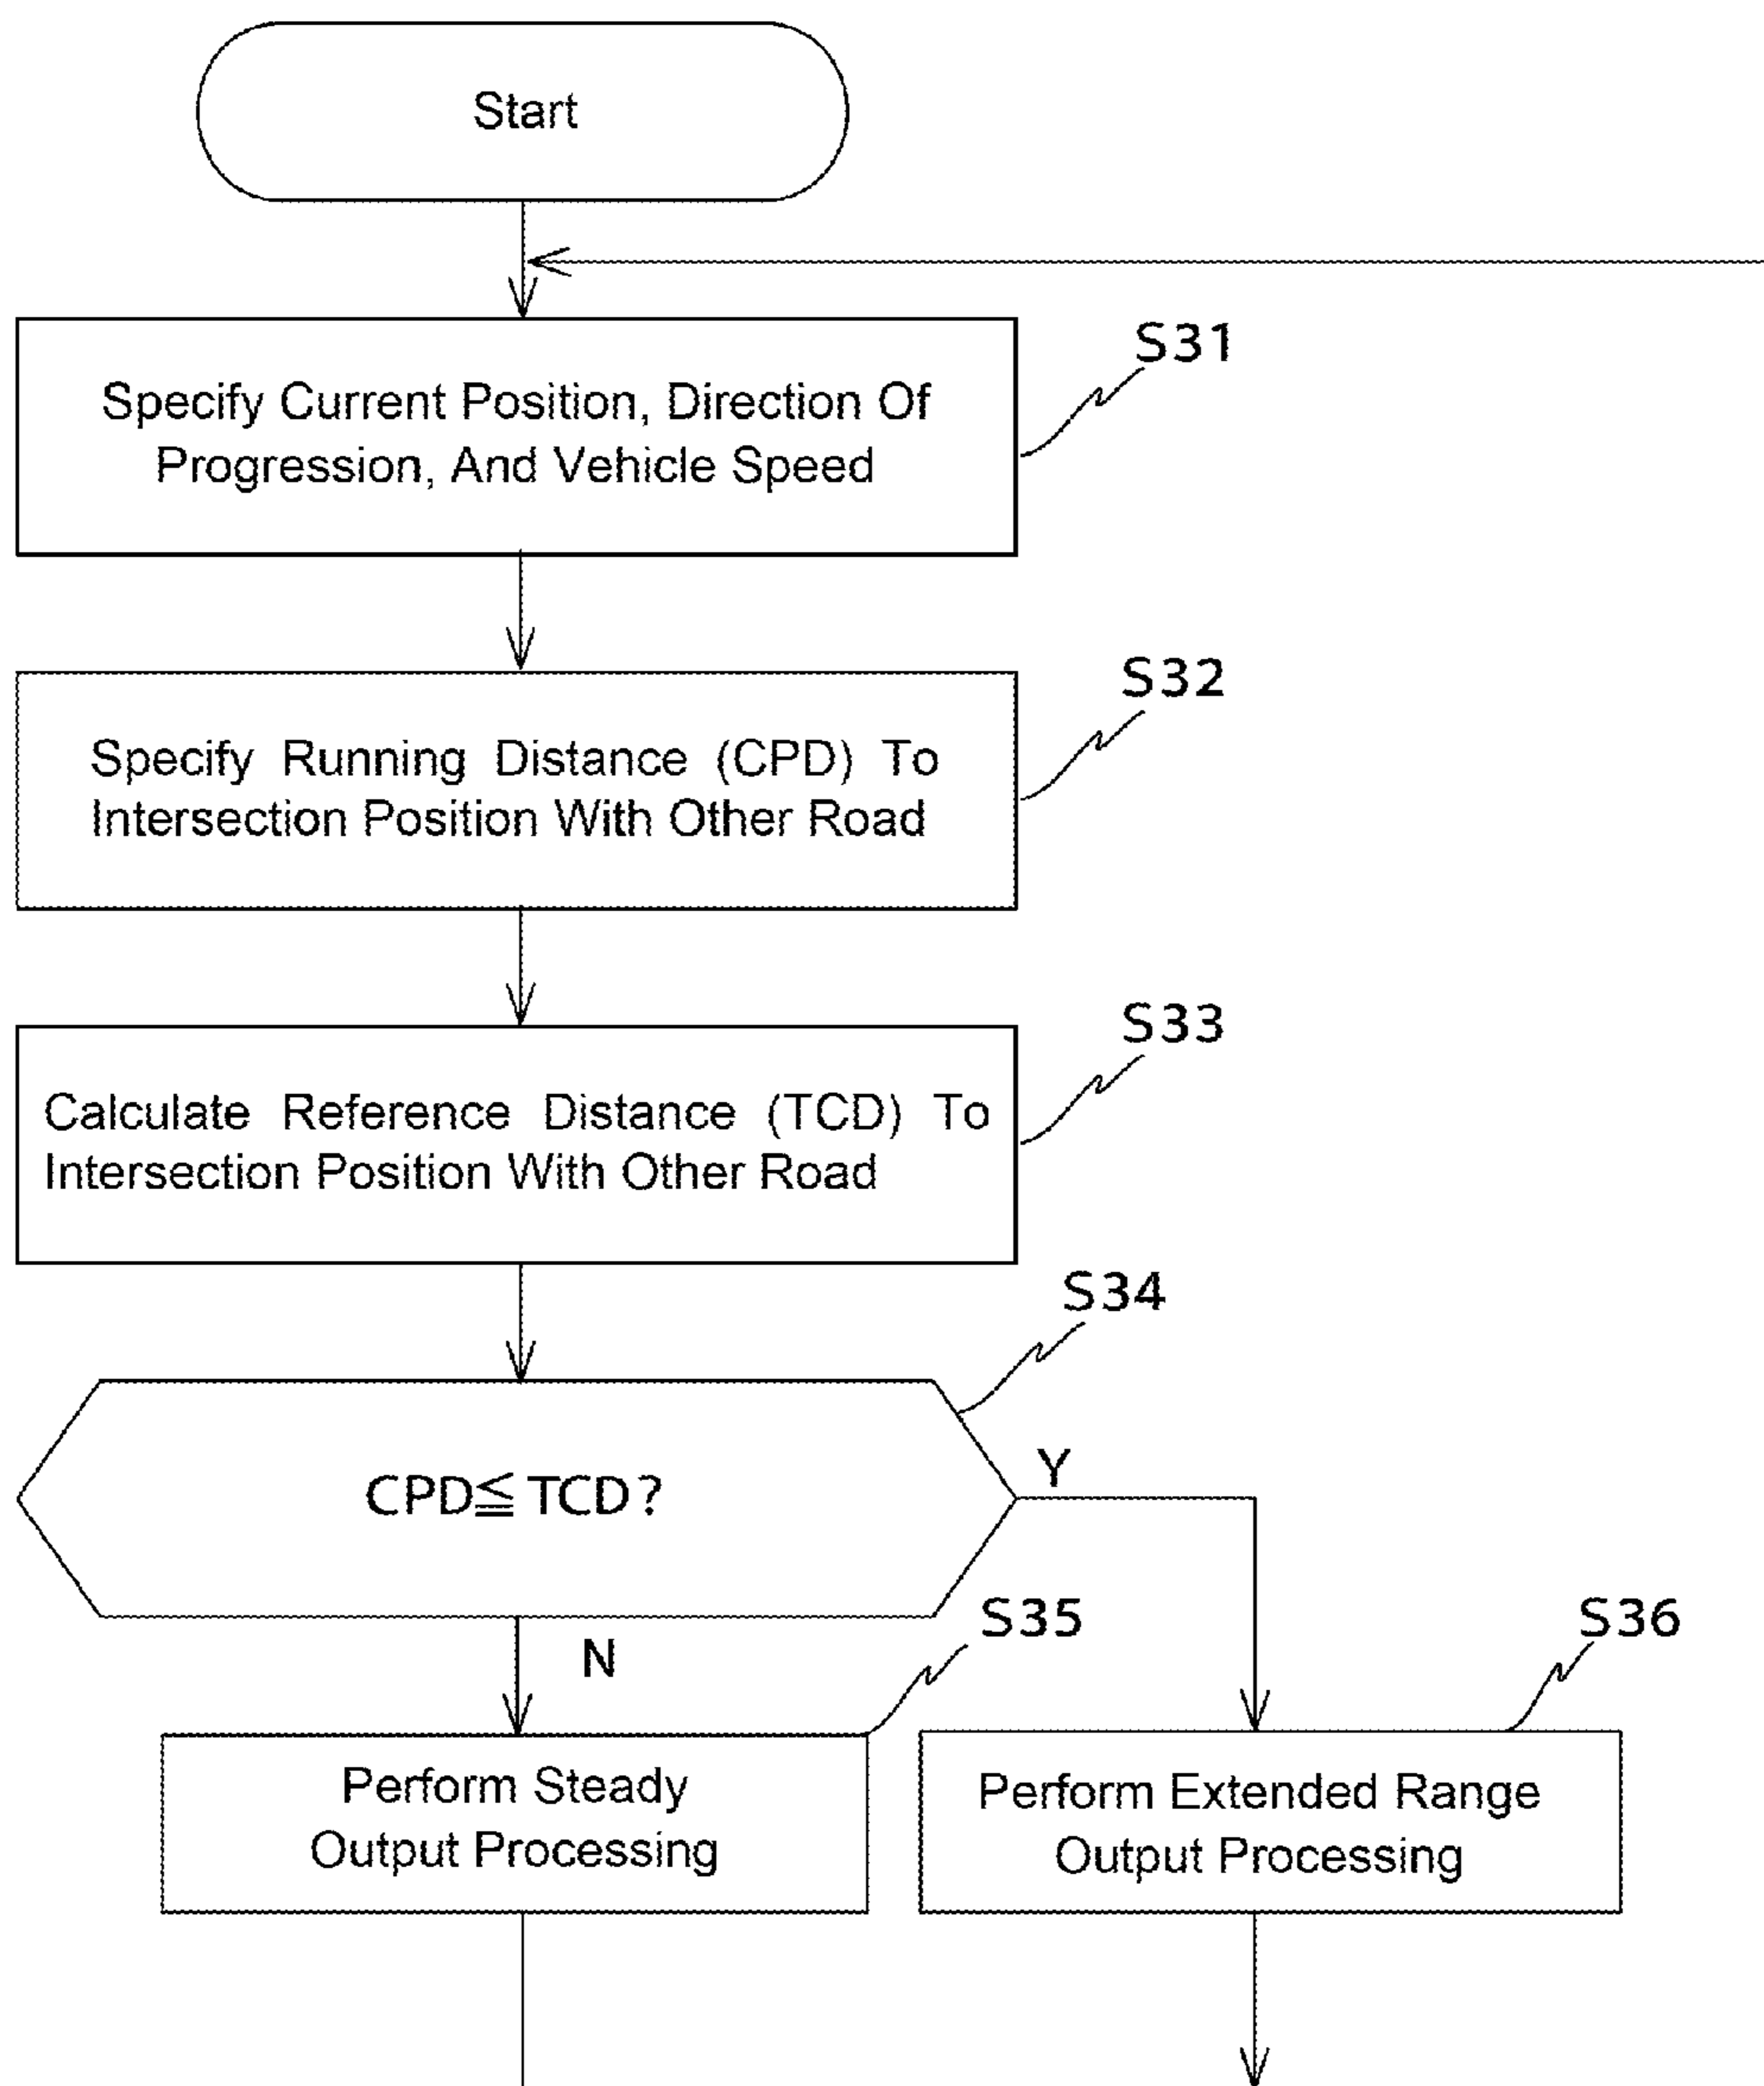 Start
S31
Specify Current Position, Direction Of
Progression, And Vehicle Speed
S32
Specify Running Distance (CPD) To
Intersection Position With Other Road
S33
Calculate Reference Distance (TCD) To
Intersection Position With Other Road
S34
CPD≦TCD?
Y
N
S35
S36
Perform Steady
Output Processing
Perform Extended Range
Output Processing